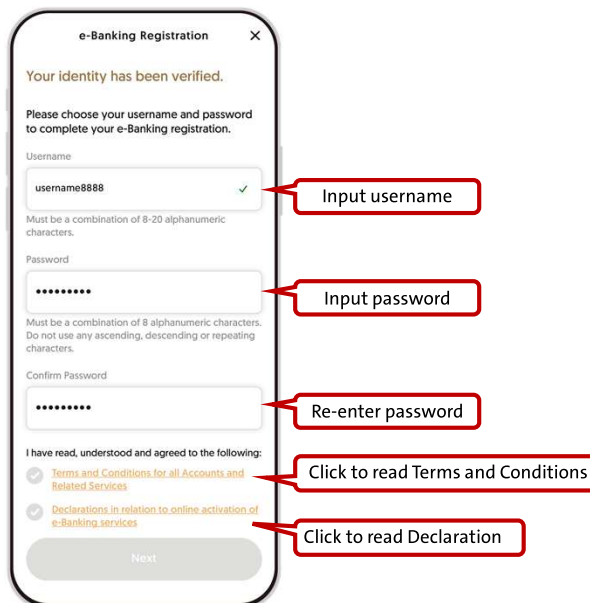 e-Banking Registration
Your identity has been verified.
Please choose your username and password
to complete your e-Banking registration.
Username
username8888
Input username
Must be a combination of 8-20 alphanumeric
characters.
Password
•••••••••
Input password
Must be a combination of 8 alphanumeric characters.
Do not use any ascending, descending or repeating
characters.
Confirm Password
•••••••••
Re-enter password
I have read, understood and agreed to the following:
Terms and Conditions for all Accounts and
Related Services
Click to read Terms and Conditions
Declarations in relation to online activation of
e-Banking services
Click to read Declaration
Next